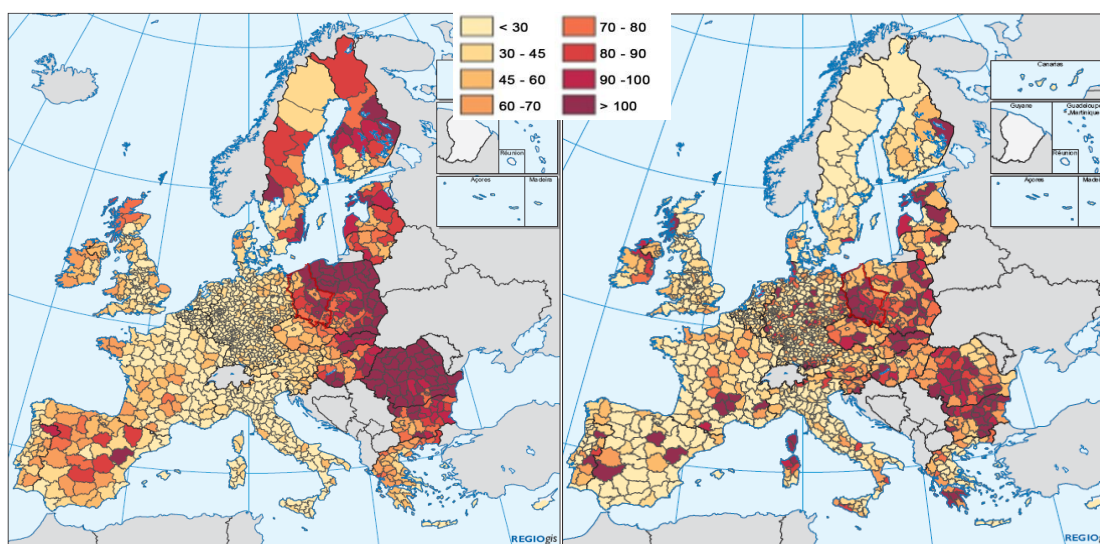 < 30
30 - 45
45 - 60
60 -70
70 - 80
80 - 90
90 -100
> 100
Réunion
Açores
Madeira
REGIOgis
Canarias
Guyane
Guadeloupe
Martinique
Réunion
Açores
Madei
REGIOgis